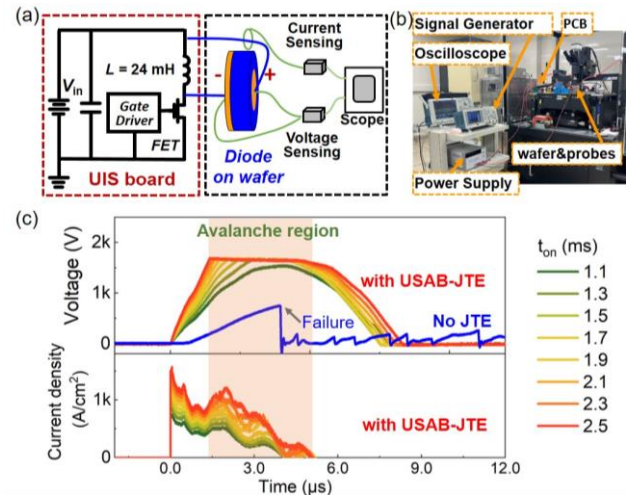 (a)
Current
Sensing
L = 24 mH
- +
Vin
Gate
Driver
FET
Scope
Voltage
Sensing
Diode
on wafer
UIS board
(b)
Signal Generator
PCB
Oscilloscope
wafer&probes
Power Supply
(c)
Avalanche region
2k
1k
0
Voltage
(V)
with USAB-JTE
No JTE
Failure
1k
0
Current density
(A/cm²)
with USAB-JTE
0.0 3.0 6.0 9.0 12.0
Time (µs)
ton (ms)
1.1
1.3
1.5
1.7
1.9
2.1
2.3
2.5